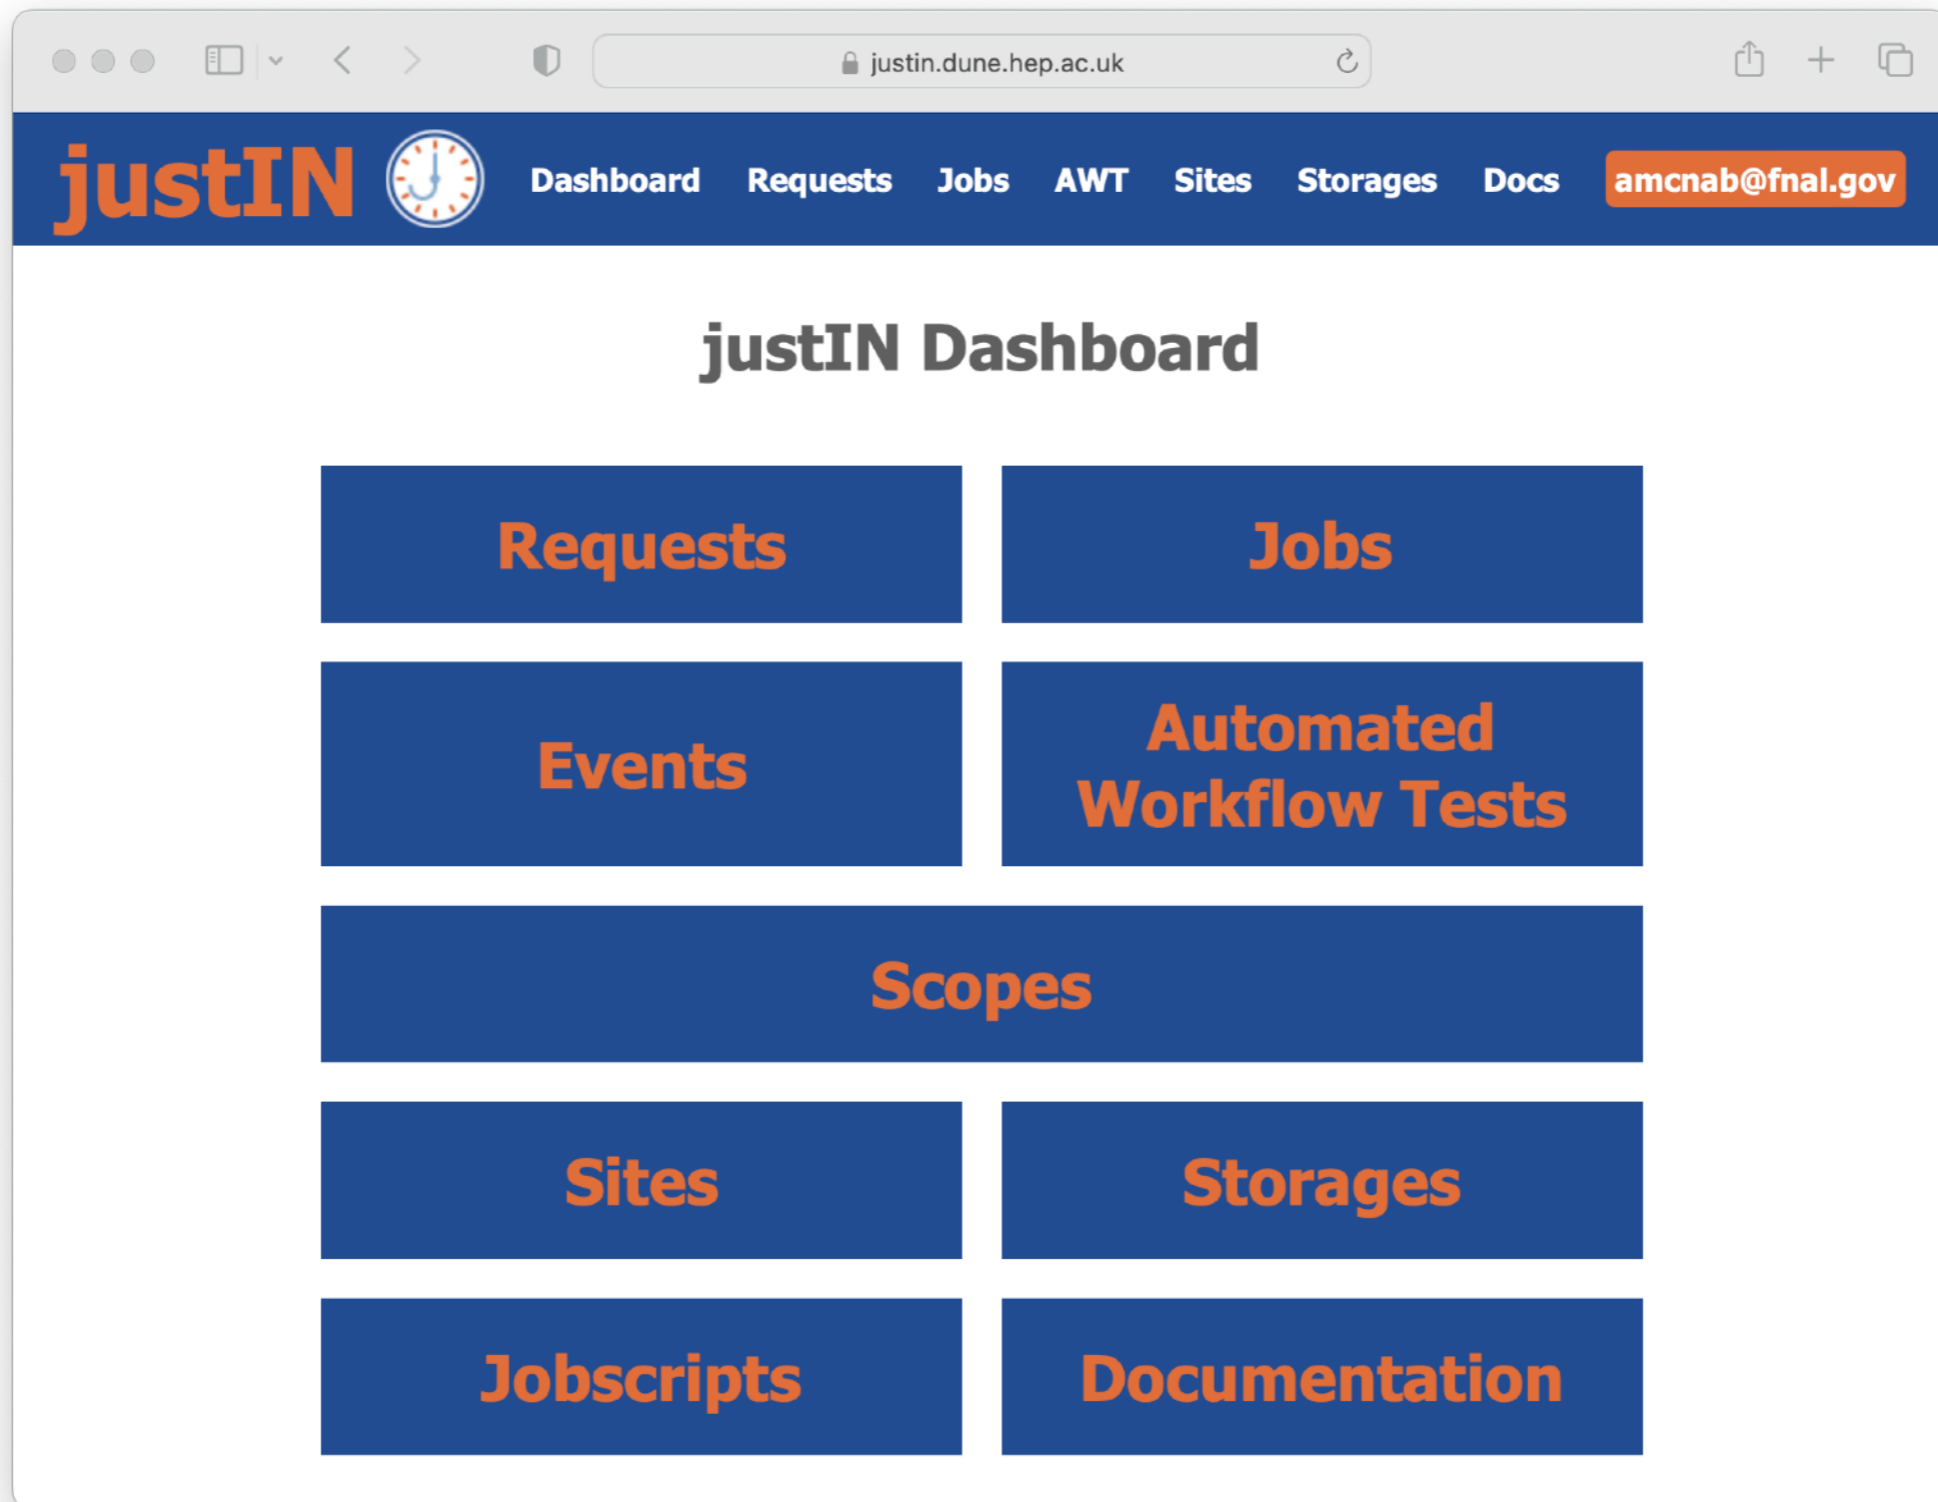 justin.dune.hep.ac.uk
justIN Dashboard Requests Jobs AWT Sites Storages Docs amcnab@fnal.gov
justIN Dashboard
Requests Jobs
Events Automated
Workflow Tests
Scopes
Sites Storages
Jobscripts Documentation